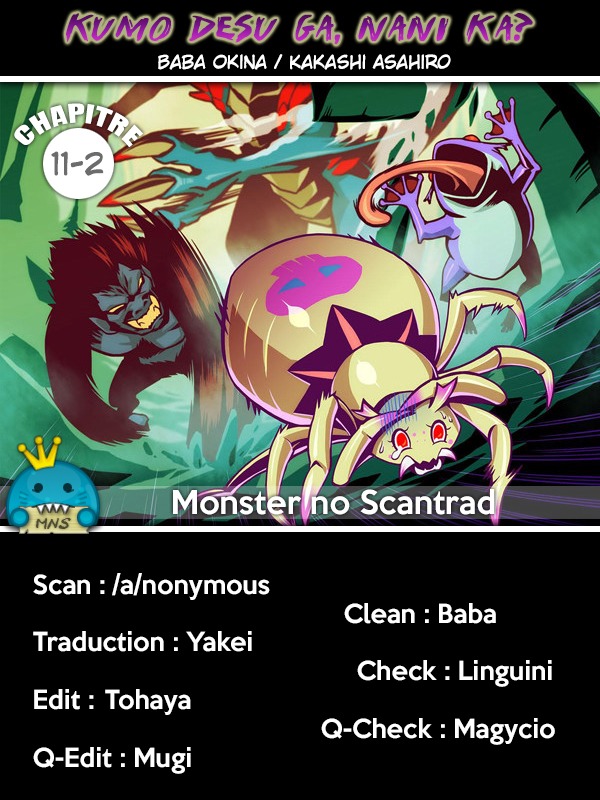 KUMO DESU GA, NANI KA?
BABA OKINA / KAKASHI ASAHIRO
CHAPITRE
11-2
MNS
Monster no Scantrad
Scan : /a/nonymous
Clean : Baba
Traduction : Yakei
Check : Linguini
Edit : Tohaya
Q-Check : Magycio
Q-Edit : Mugi